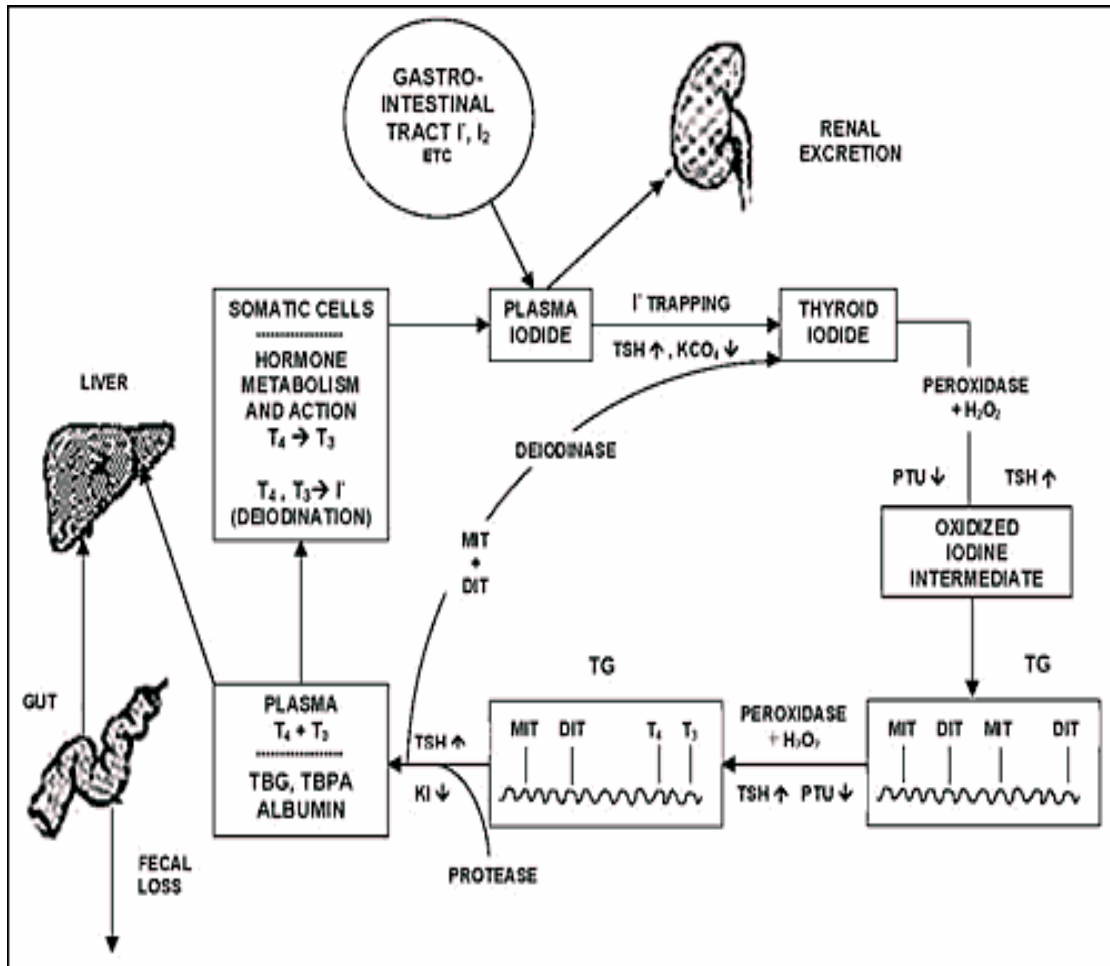 GASTRO-
INTESTINAL
TRACT I⁻, I₂
ETC
RENAL
EXCRETION
SOMATIC CELLS
HORMONE
METABOLISM
AND ACTION
T₄ → T₃
T₄ , T₃ → I⁻
(DEIODINATION)
PLASMA
IODIDE
I⁻ TRAPPING
TSH ↑ , KCO₄ ↓
THYROID
IODIDE
PEROXIDASE
+ H₂O₂
PTU ↓ TSH ↑
OXIDIZED
IODINE
INTERMEDIATE
LIVER
DEIODINASE
MIT
+
DIT
TG
TG
GUT
PLASMA
T₄ + T₃
TBG, TBPA
ALBUMIN
TSH ↑
KI ↓
PROTEASE
MIT DIT T₄ T₃
PEROXIDASE
+ H₂O₂
TSH ↑ PTU ↓
MIT DIT MIT DIT
FECAL
LOSS